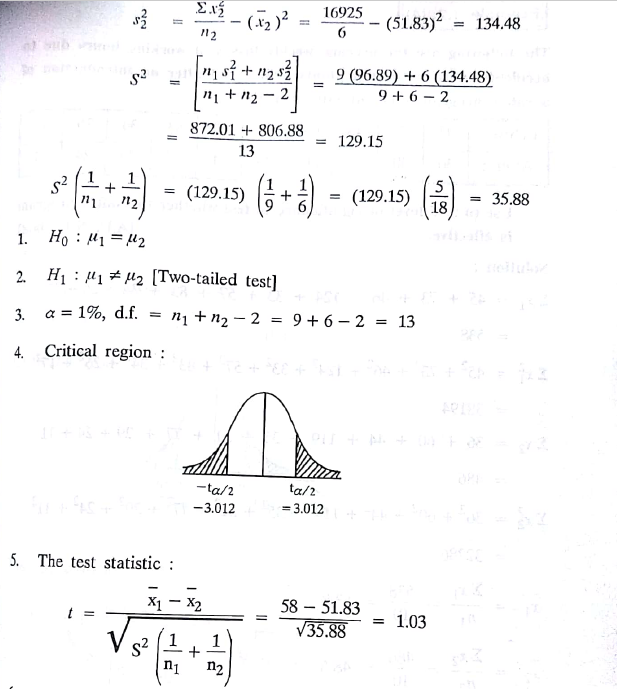 s₂² = Σx₂²/n₂ − (x̄₂)² = 16925/6 − (51.83)² = 134.48
S² = [n₁ s₁² + n₂ s₂² / n₁ + n₂ − 2] = 9 (96.89) + 6 (134.48) / 9 + 6 − 2
= 872.01 + 806.88 / 13 = 129.15
S² (1/n₁ + 1/n₂) = (129.15) (1/9 + 1/6) = (129.15) (5/18) = 35.88
1. H₀ : μ₁ = μ₂
2. H₁ : μ₁ ≠ μ₂ [Two-tailed test]
3. α = 1%, d.f. = n₁ + n₂ − 2 = 9 + 6 − 2 = 13
4. Critical region :
−tα/2 tα/2
−3.012 = 3.012
5. The test statistic :
t = x̄₁ − x̄₂ / √(S² (1/n₁ + 1/n₂)) = 58 − 51.83 / √35.88 = 1.03